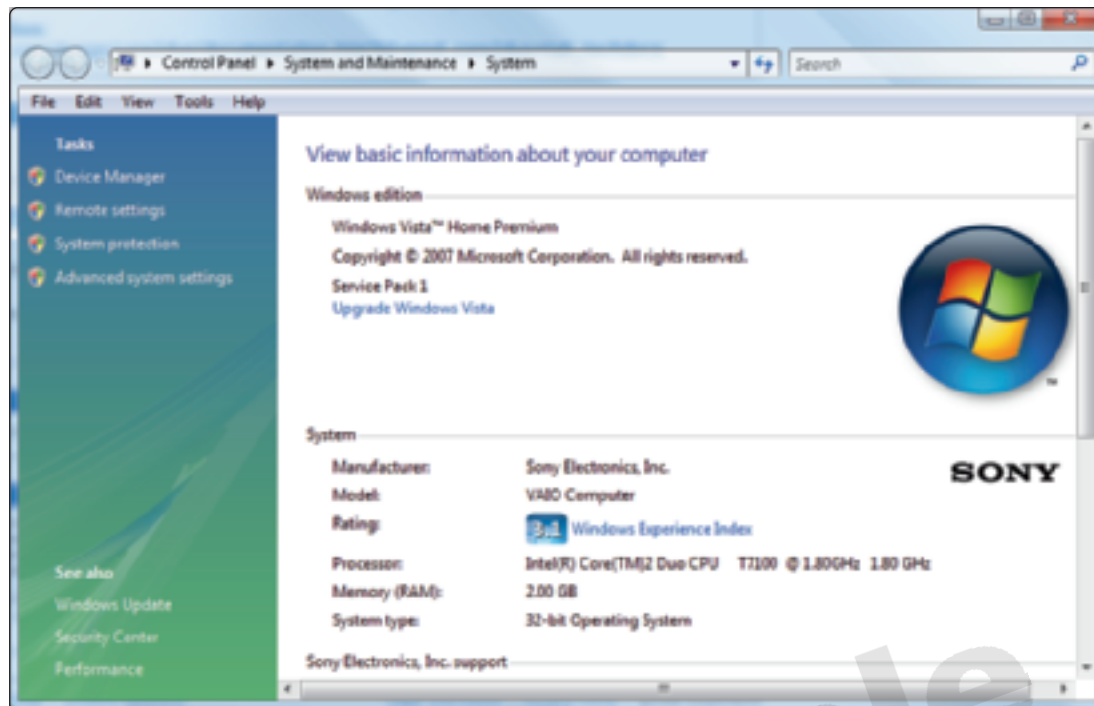 Control Panel ▸ System and Maintenance ▸ System
Search
File Edit View Tools Help
Tasks
Device Manager
Remote settings
System protection
Advanced system settings
See also
Windows Update
Security Center
Performance
View basic information about your computer
Windows edition
Windows Vista™ Home Premium
Copyright © 2007 Microsoft Corporation. All rights reserved.
Service Pack 1
Upgrade Windows Vista
TM
System
Manufacturer: Sony Electronics, Inc.
SONY
Model: VAIO Computer
Rating: 3.1 Windows Experience Index
Processor: Intel(R) Core(TM)2 Duo CPU T7100 @ 1.80GHz 1.80 GHz
Memory (RAM): 2.00 GB
System type: 32-bit Operating System
Sony Electronics, Inc. support